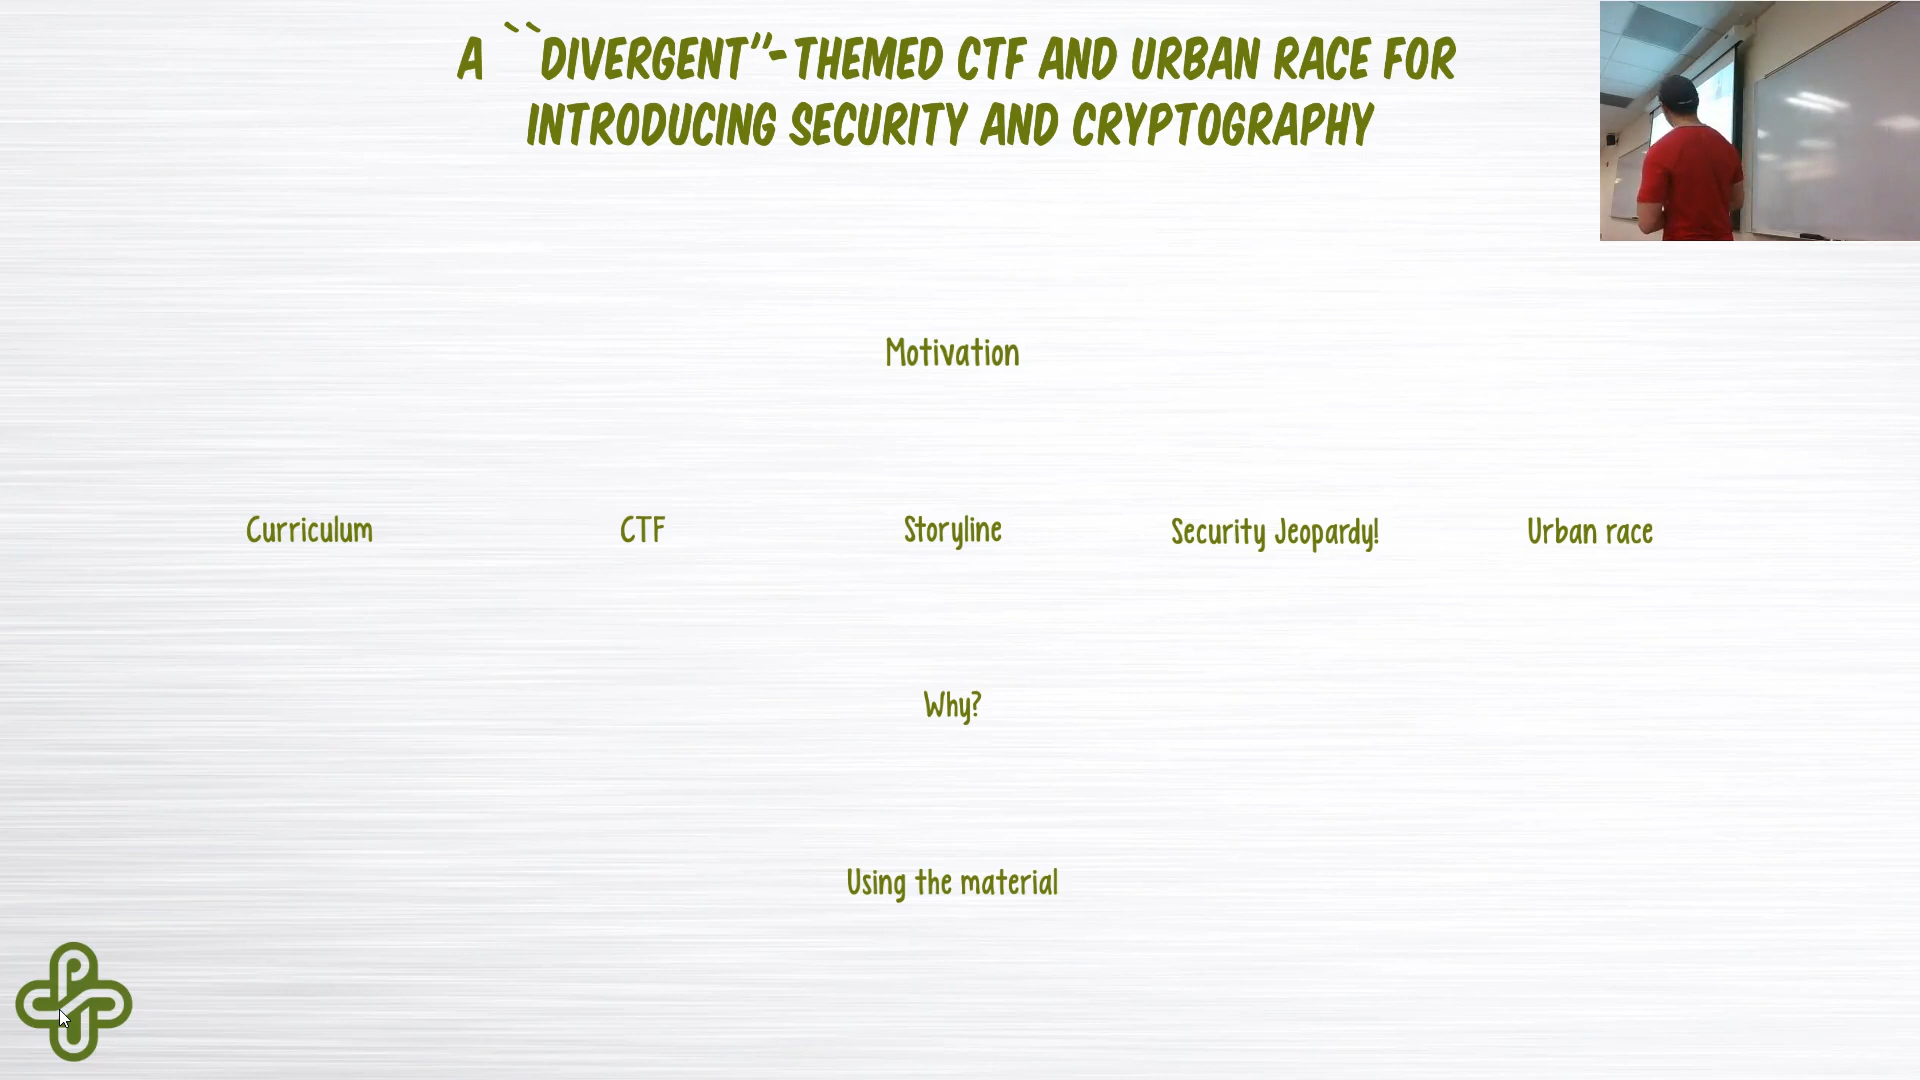 A ``DIVERGENT"-THEMED CTF AND URBAN RACE FOR
INTRODUCING SECURITY AND CRYPTOGRAPHY
Motivation
Curriculum CTF Storyline Security Jeopardy! Urban race
Why?
Using the material